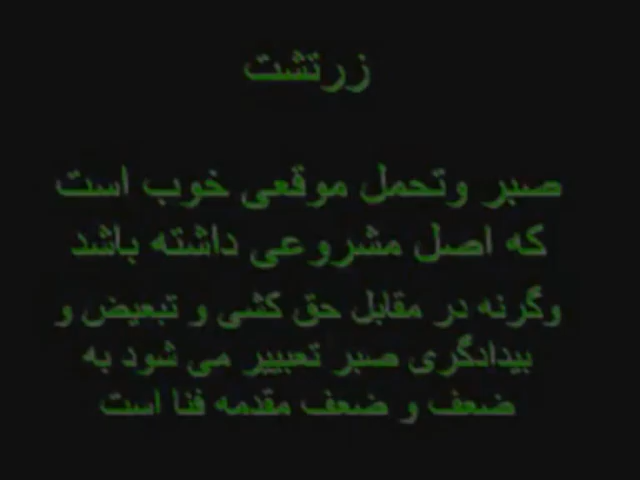 زرتشت
صبر وتحمل موقعی خوب است
که اصل مشروعی داشته باشد
وگرنه در مقابل حق کشی و تبعیض و
بیدادگری صبر تعبییر می شود به
ضعف و ضعف مقدمه فنا است